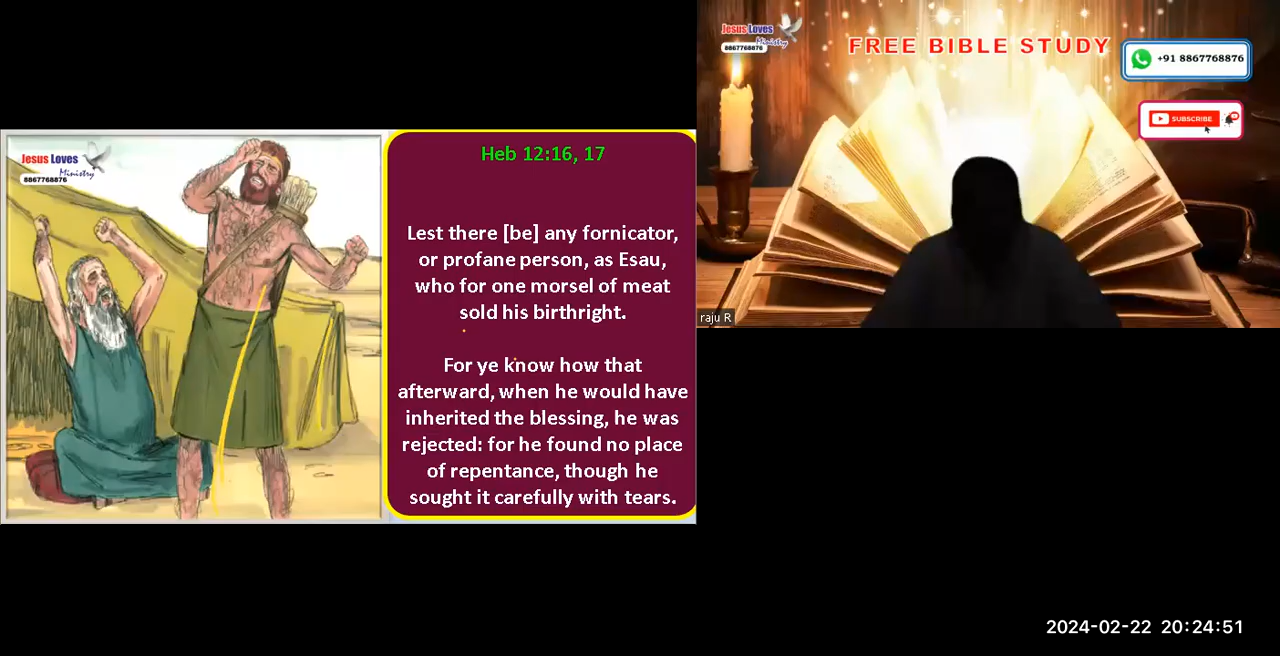 Jesus Loves
Ministry
8867768876
Heb 12:16, 17
Lest there [be] any fornicator,
or profane person, as Esau,
who for one morsel of meat
sold his birthright.
For ye know how that
afterward, when he would have
inherited the blessing, he was
rejected: for he found no place
of repentance, though he
sought it carefully with tears.
Jesus Loves
Ministry
8867768876
FREE BIBLE STUDY
+91 8867768876
SUBSCRIBE
raju R
2024-02-22 20:24:51